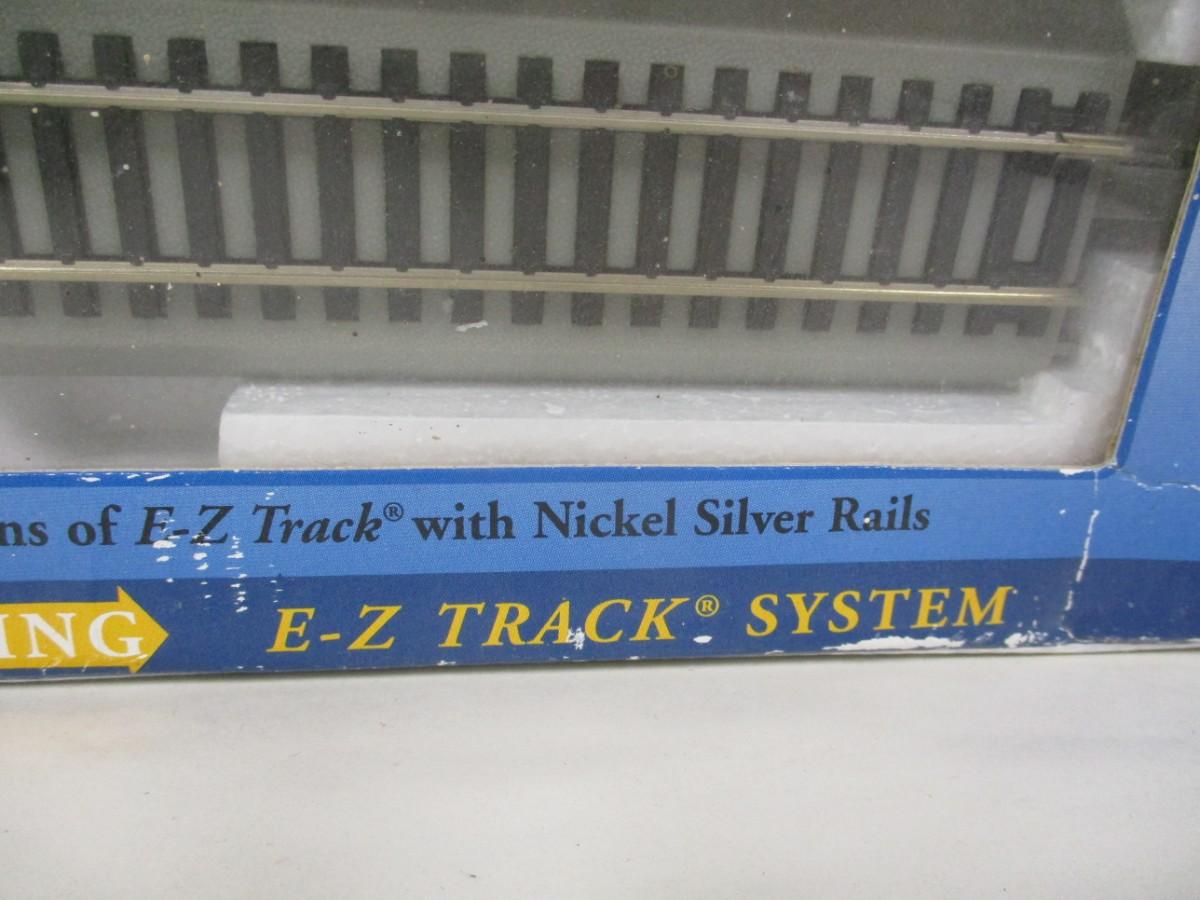 ns of E-Z Track® with Nickel Silver Rails
ING E-Z TRACK® SYSTEM